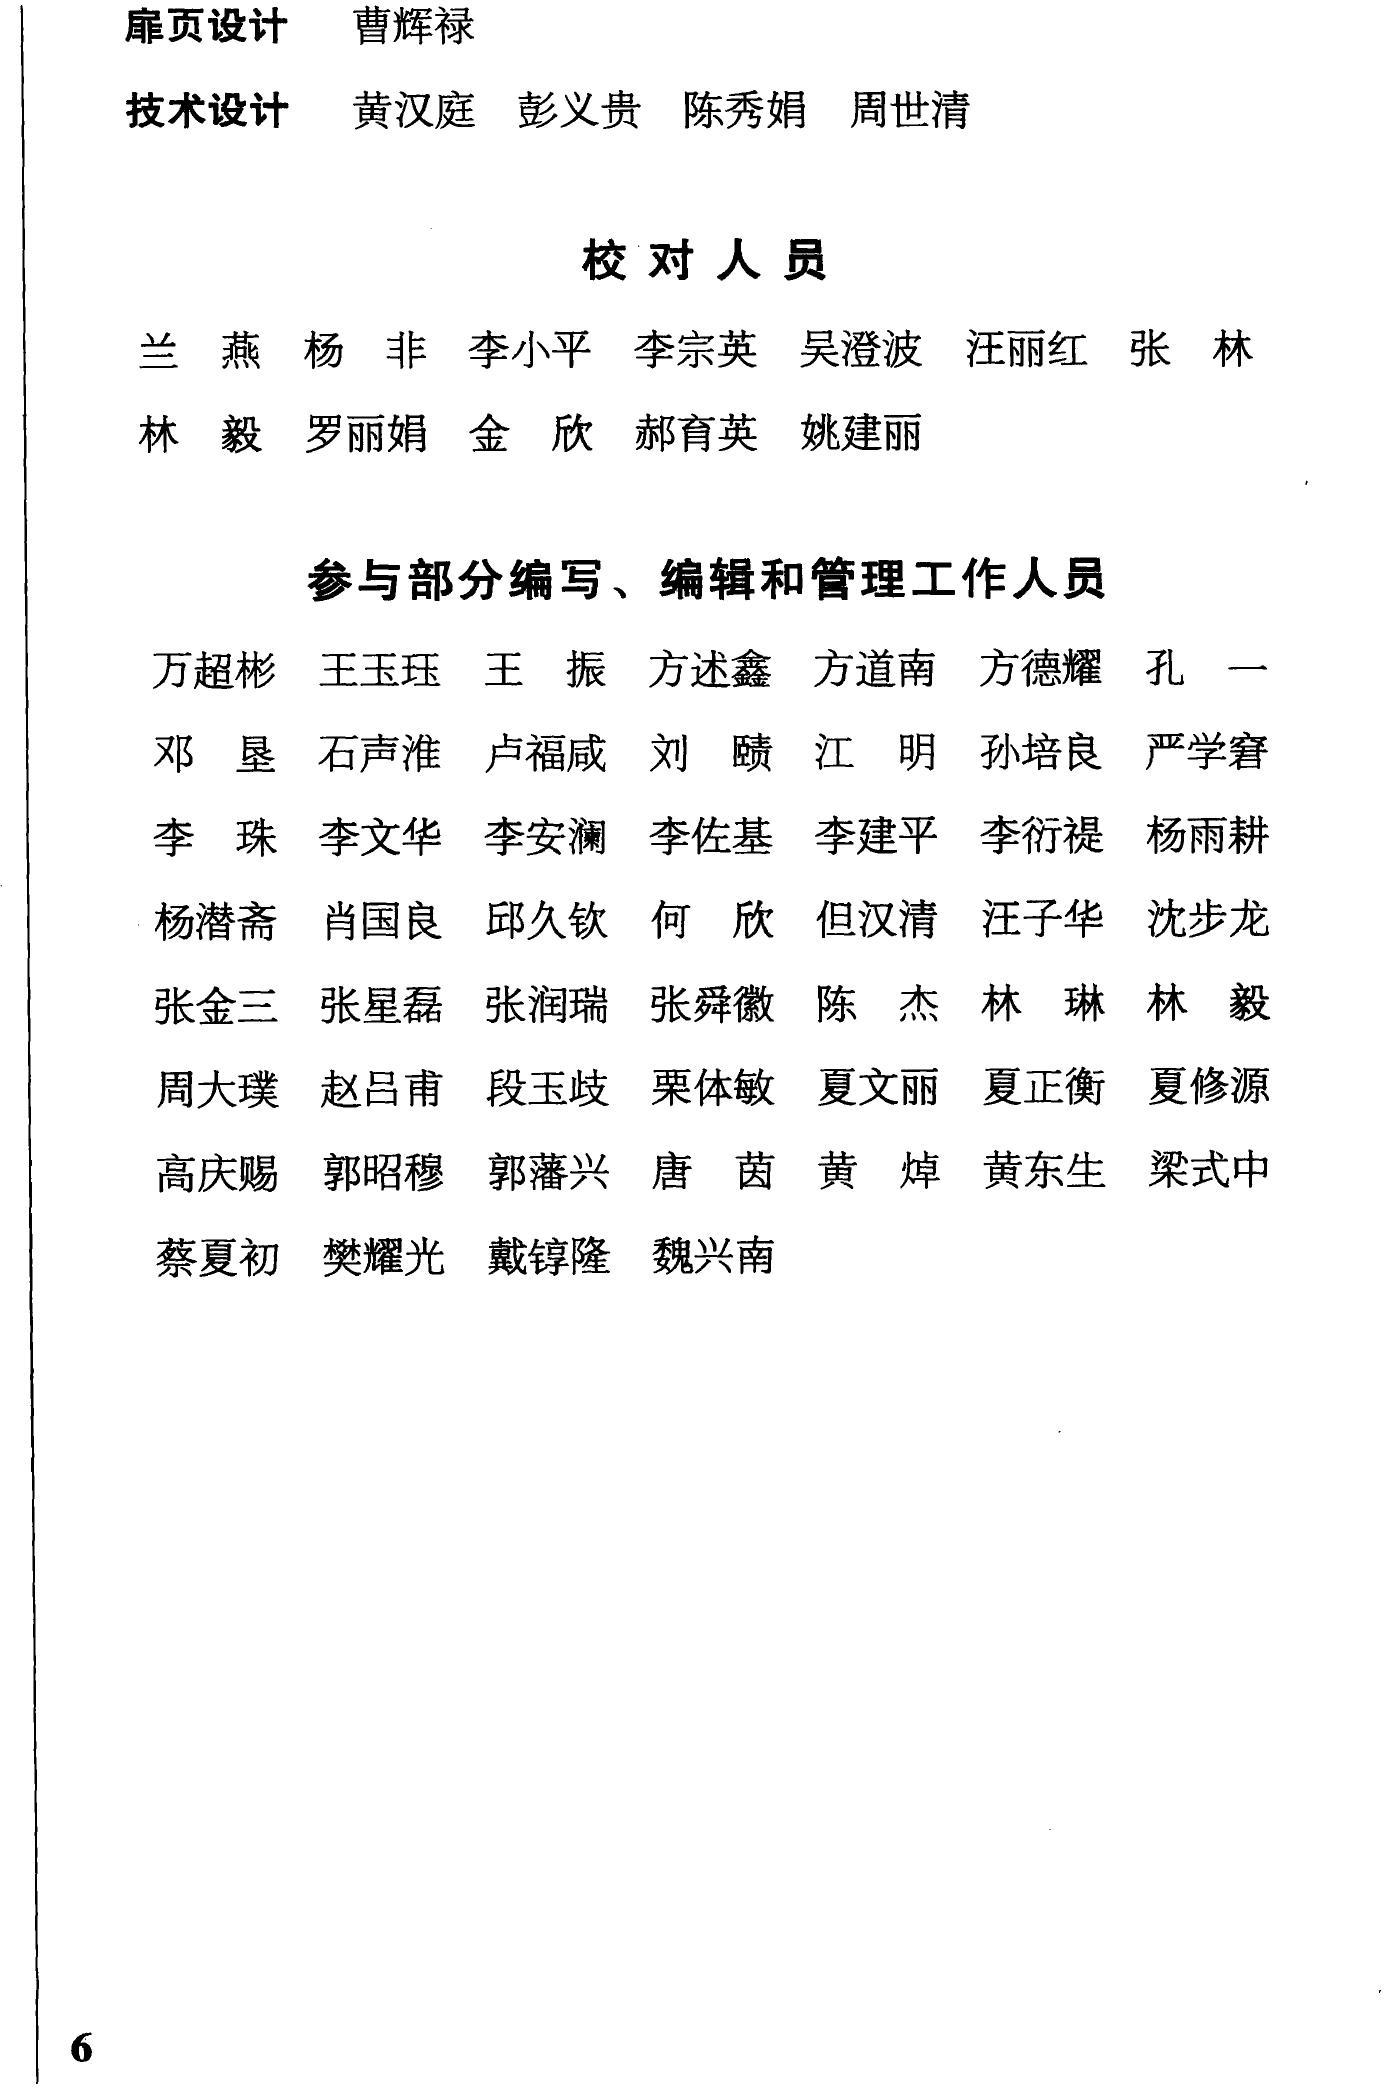 扉页设计　曹辉禄
技术设计　黄汉庭　彭义贵　陈秀娟　周世清
校对人员
兰　燕　杨　非　李小平　李宗英　吴澄波　汪丽红　张　林
林　毅　罗丽娟　金　欣　郝育英　姚建丽
参与部分编写、编辑和管理工作人员
万超彬　王玉珏　王　振　方述鑫　方道南　方德耀　孔　一
邓　垦　石声淮　卢福咸　刘　赜　江　明　孙培良　严学宭
李　珠　李文华　李安澜　李佐基　李建平　李衍禔　杨雨耕
杨潜斋　肖国良　邱久钦　何　欣　但汉清　汪子华　沈步龙
张金三　张星磊　张润瑞　张舜徽　陈　杰　林　琳　林　毅
周大璞　赵吕甫　段玉歧　栗体敏　夏文丽　夏正衡　夏修源
高庆赐　郭昭穆　郭藩兴　唐　茵　黄　焯　黄东生　梁式中
蔡夏初　樊耀光　戴錞隆　魏兴南
6